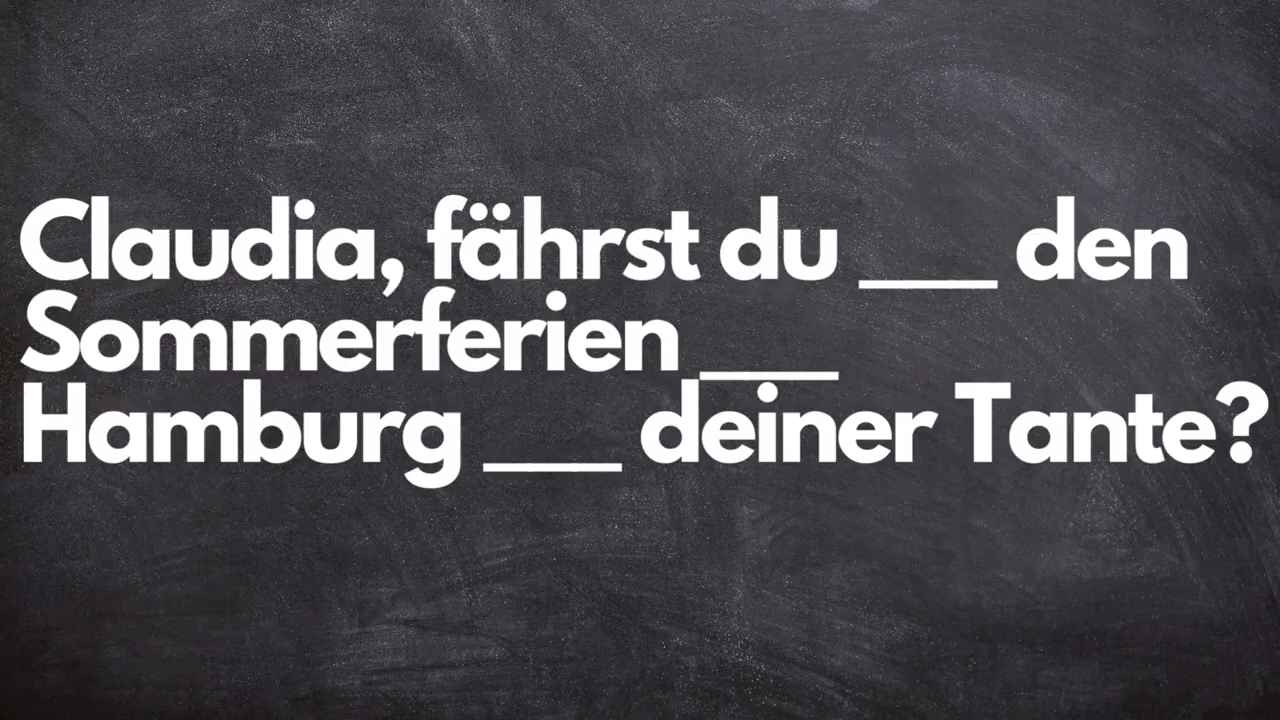 Claudia, fährst du ___ den
Sommerferien ___
Hamburg ___ deiner Tante?